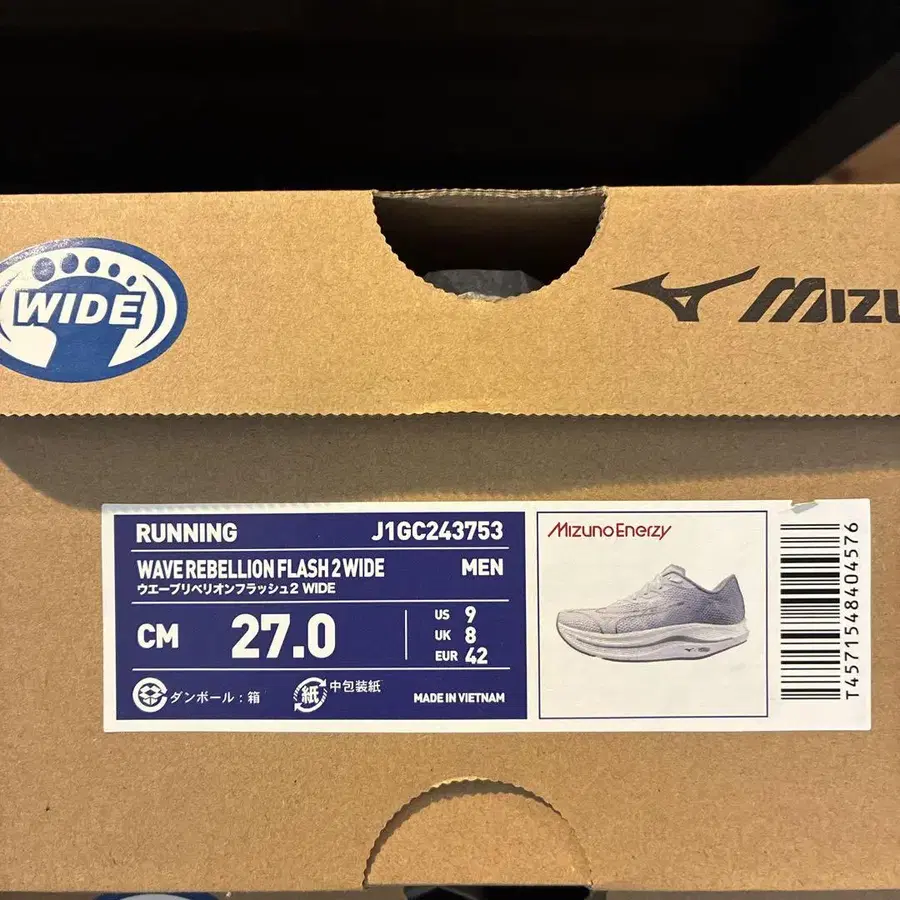 WIDE
MIZU
RUNNING
J1GC243753
WAVE REBELLION FLASH 2 WIDE
MEN
ウエーブリベリオンフラッシュ2 WIDE
CM 27.0
US 9
UK 8
EUR 42
ダンボール：箱
紙 中包装紙
MADE IN VIETNAM
MizunoEnerzy
T4571548404576